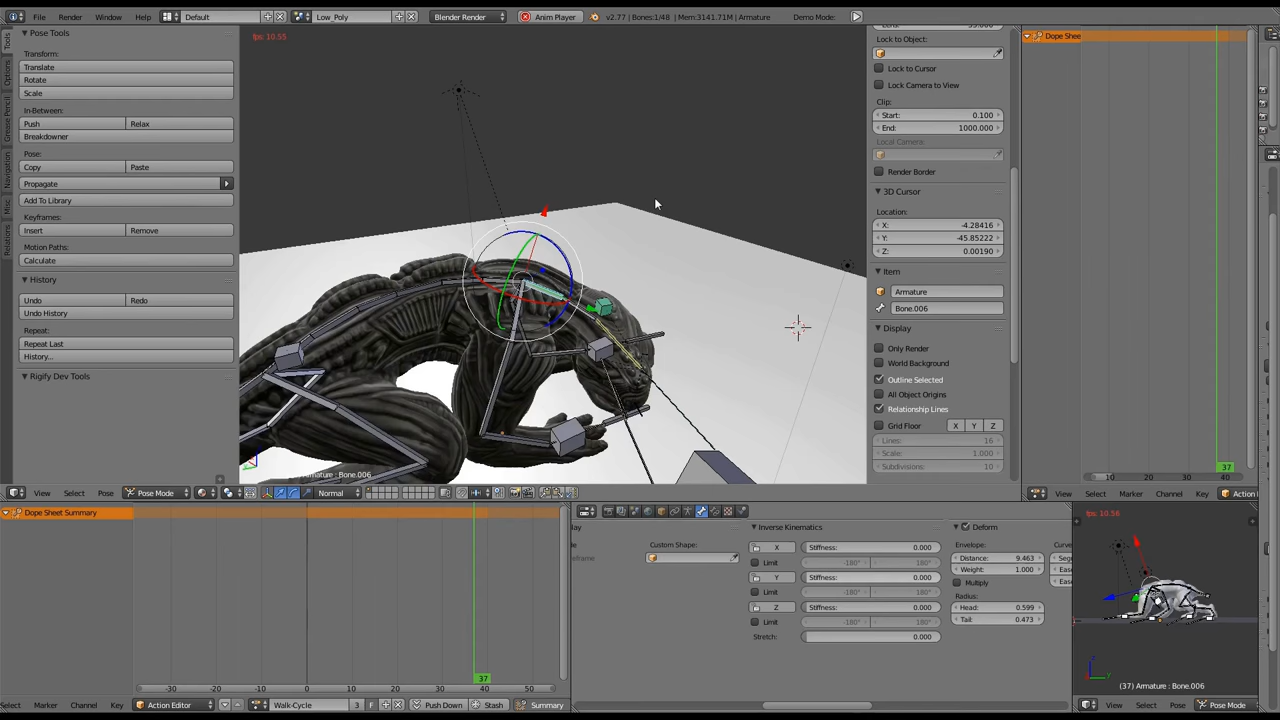 File Render Window Help Default Low_Poly Blender Render Anim Player v2.77 | Bones:1/48 | Mem:3141.71M | Armature Demo Mode:
Pose Tools
Transform:
Translate
Rotate
Scale
In-Between:
Push Relax
Breakdowner
Pose:
Copy Paste
Propagate
Add To Library
Keyframes:
Insert Remove
Motion Paths:
Calculate
History
Undo Redo
Undo History
Repeat:
Repeat Last
History...
Rigify Dev Tools
Tools
Options
Grease Pencil
Navigation
Misc
Relations
fps: 10.55
Armature : Bone.006
View Select Pose Pose Mode Normal
Lock to Object:
Lock to Cursor
Lock Camera to View
Clip:
Start: 0.100
End: 1000.000
Local Camera:
Render Border
3D Cursor
Location:
X: -4.28416
Y: -45.85222
Z: 0.00190
Item
Armature
Bone.006
Display
Only Render
World Background
Outline Selected
All Object Origins
Relationship Lines
Grid Floor X Y Z
Lines: 16
Scale: 1.000
Subdivisions: 10
Dope Shee
37
10 20 30 40
View Select Marker Channel Key Action
Dope Sheet Summary
37
-30 -20 -10 0 10 20 30 40 50
Select Marker Channel Key Action Editor Walk-Cycle 3 F Push Down Stash Summary
Custom Shape:
Inverse Kinematics
X Stiffness: 0.000
Limit -180° 180°
Y Stiffness: 0.000
Limit -180° 180°
Z Stiffness: 0.000
Limit -180° 180°
Stretch: 0.000
Deform
Envelope:
Distance: 9.463
Weight: 1.000
Multiply
Radius:
Head: 0.599
Tail: 0.473
Curv
Seg
Eas
Eas
fps: 10.56
(37) Armature : Bone.006
View Select Pose Pose Mode